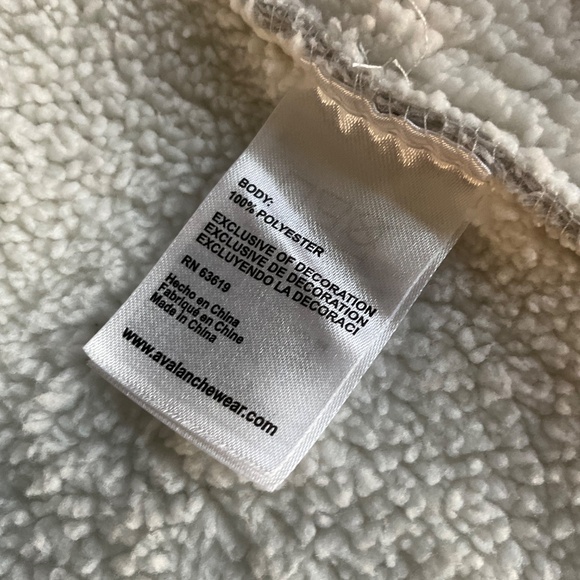 BODY:
100% POLYESTER
EXCLUSIVE OF DECORATION
EXCLUSIVE DE DECORATION
EXCLUYENDO LA DECORACI
RN 63619
Hecho en China
Fabriqué en Chine
Made in China
www.avalanchewear.com